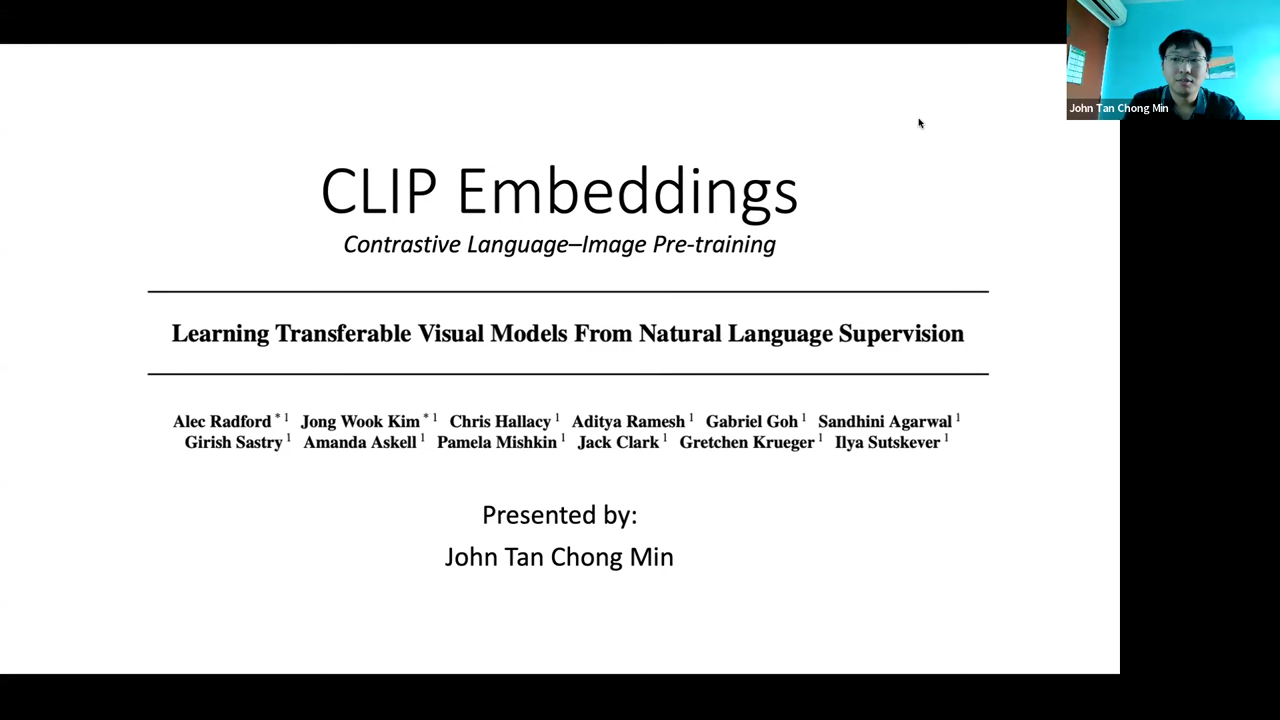 CLIP Embeddings
Contrastive Language–Image Pre-training
Learning Transferable Visual Models From Natural Language Supervision
Alec Radford * 1 Jong Wook Kim * 1 Chris Hallacy 1 Aditya Ramesh 1 Gabriel Goh 1 Sandhini Agarwal 1
Girish Sastry 1 Amanda Askell 1 Pamela Mishkin 1 Jack Clark 1 Gretchen Krueger 1 Ilya Sutskever 1
Presented by:
John Tan Chong Min
John Tan Chong Min